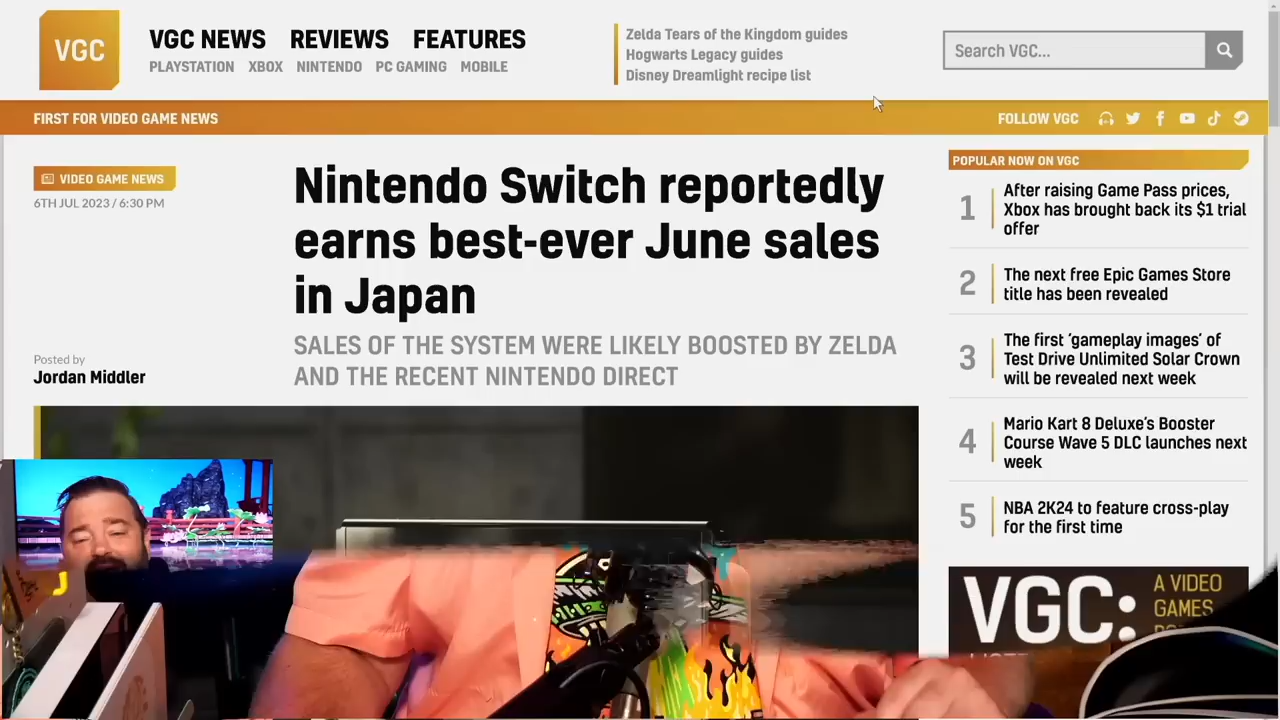 VGC
VGC NEWS REVIEWS FEATURES
PLAYSTATION XBOX NINTENDO PC GAMING MOBILE
Zelda Tears of the Kingdom guides
Hogwarts Legacy guides
Disney Dreamlight recipe list
Search VGC...
FIRST FOR VIDEO GAME NEWS
FOLLOW VGC
VIDEO GAME NEWS
6TH JUL 2023 / 6:30 PM
Posted by
Jordan Middler
Nintendo Switch reportedly
earns best-ever June sales
in Japan
SALES OF THE SYSTEM WERE LIKELY BOOSTED BY ZELDA
AND THE RECENT NINTENDO DIRECT
POPULAR NOW ON VGC
1
After raising Game Pass prices,
Xbox has brought back its $1 trial
offer
2
The next free Epic Games Store
title has been revealed
3
The first ‘gameplay images’ of
Test Drive Unlimited Solar Crown
will be revealed next week
4
Mario Kart 8 Deluxe's Booster
Course Wave 5 DLC launches next
week
5
NBA 2K24 to feature cross-play
for the first time
VGC:
A VIDEO
GAMES